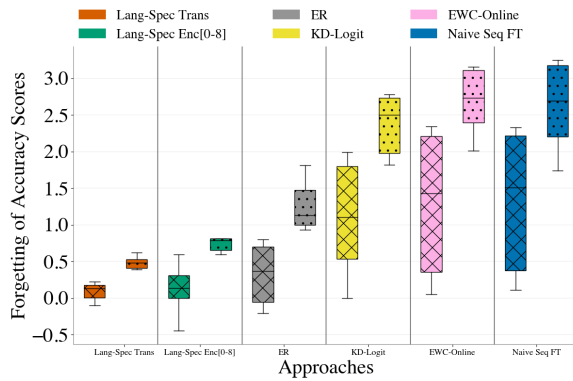 Lang-Spec Trans ER EWC-Online
Lang-Spec Enc[0-8] KD-Logit Naive Seq FT
Forgetting of Accuracy Scores
3.0
2.5
2.0
1.5
1.0
0.5
0.0
−0.5
Lang-Spec Trans Lang-Spec Enc[0-8] ER KD-Logit EWC-Online Naive Seq FT
Approaches